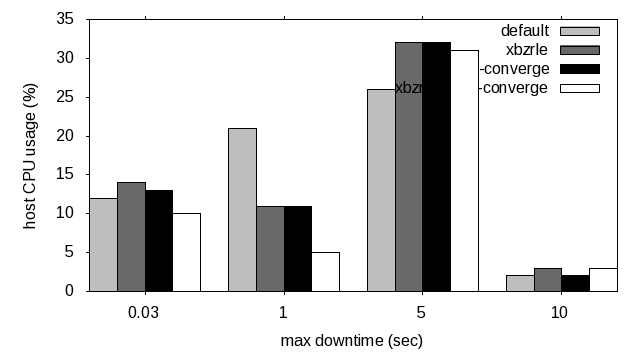 35
30
25
20
15
10
5
0
host CPU usage (%)
0.03
1
5
10
max downtime (sec)
default
xbzrle
-converge
-converge